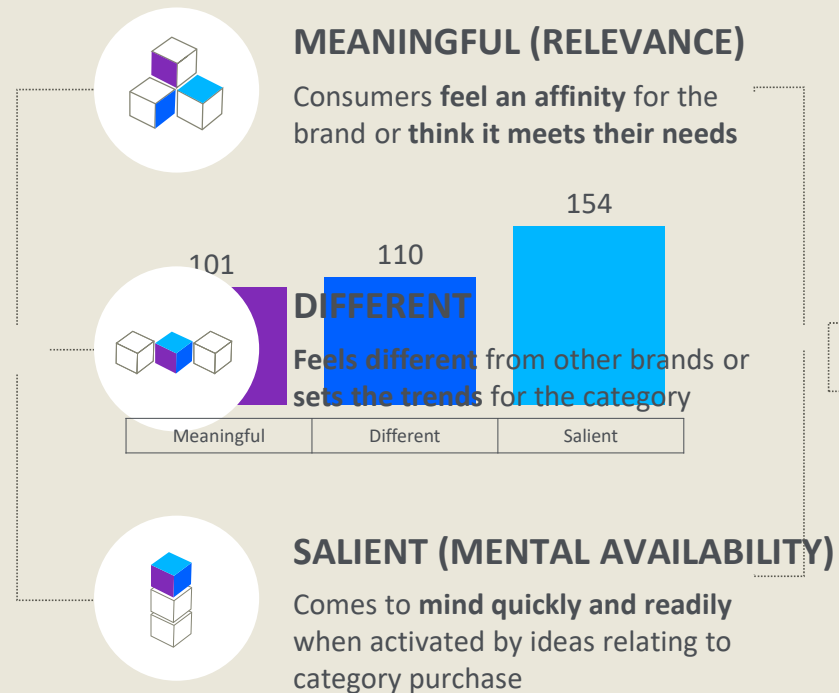 MEANINGFUL (RELEVANCE)
Consumers feel an affinity for the
brand or think it meets their needs
154
101
110
DIFFERENT
Feels different from other brands or
sets the trends for the category
Meaningful
Different
Salient
SALIENT (MENTAL AVAILABILITY)
Comes to mind quickly and readily
when activated by ideas relating to
category purchase